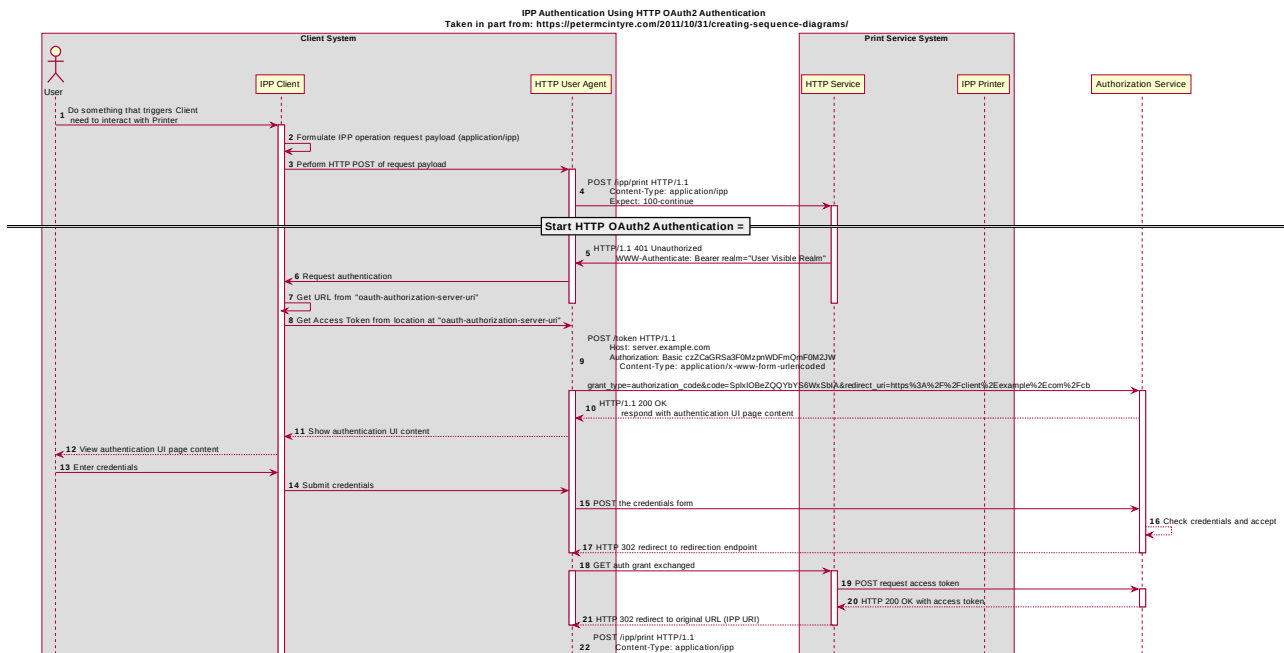 IPP Authentication Using HTTP OAuth2 Authentication
Taken in part from: https://petermcintyre.com/2011/10/31/creating-sequence-diagrams/
Client System
Print Service System
User
IPP Client
HTTP User Agent
HTTP Service
IPP Printer
Authorization Service
1 Do something that triggers Client
need to interact with Printer
2 Formulate IPP operation request payload (application/ipp)
3 Perform HTTP POST of request payload
4 POST /ipp/print HTTP/1.1
Content-Type: application/ipp
Expect: 100-continue
Start HTTP OAuth2 Authentication =
5 HTTP/1.1 401 Unauthorized
WWW-Authenticate: Bearer realm="User Visible Realm"
6 Request authentication
7 Get URL from "oauth-authorization-server-uri"
8 Get Access Token from location at "oauth-authorization-server-uri"
9 POST /token HTTP/1.1
Host: server.example.com
Authorization: Basic czZCaGRSa3F0MzpnWDFmQmF0M2JW
Content-Type: application/x-www-form-urlencoded
grant_type=authorization_code&code=SplxlOBeZQQYbYS6WxSbIA&redirect_uri=https%3A%2F%2Fclient%2Eexample%2Ecom%2Fcb
10 HTTP/1.1 200 OK
respond with authentication UI page content
11 Show authentication UI content
12 View authentication UI page content
13 Enter credentials
14 Submit credentials
15 POST the credentials form
16 Check credentials and accept
17 HTTP 302 redirect to redirection endpoint
18 GET auth grant exchanged
19 POST request access token
20 HTTP 200 OK with access token
21 HTTP 302 redirect to original URL (IPP URI)
22 POST /ipp/print HTTP/1.1
Content-Type: application/ipp